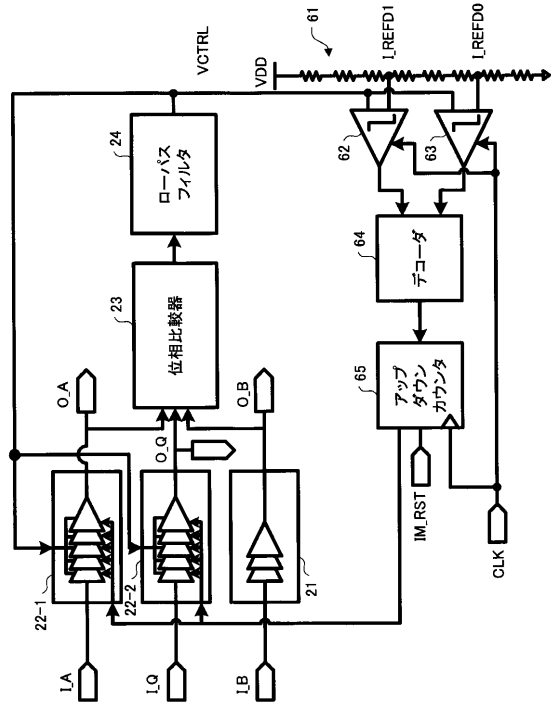 I_A
22-1
O_A
I_Q
22-2
O_Q
I_B
21
O_B
23
位相比較器
24
ローパス
フィルタ
VCTRL
VDD
61
I_REFD1
I_REFD0
62
63
64
デコーダ
65
アップ
ダウン
カウンタ
IM_RST
CLK